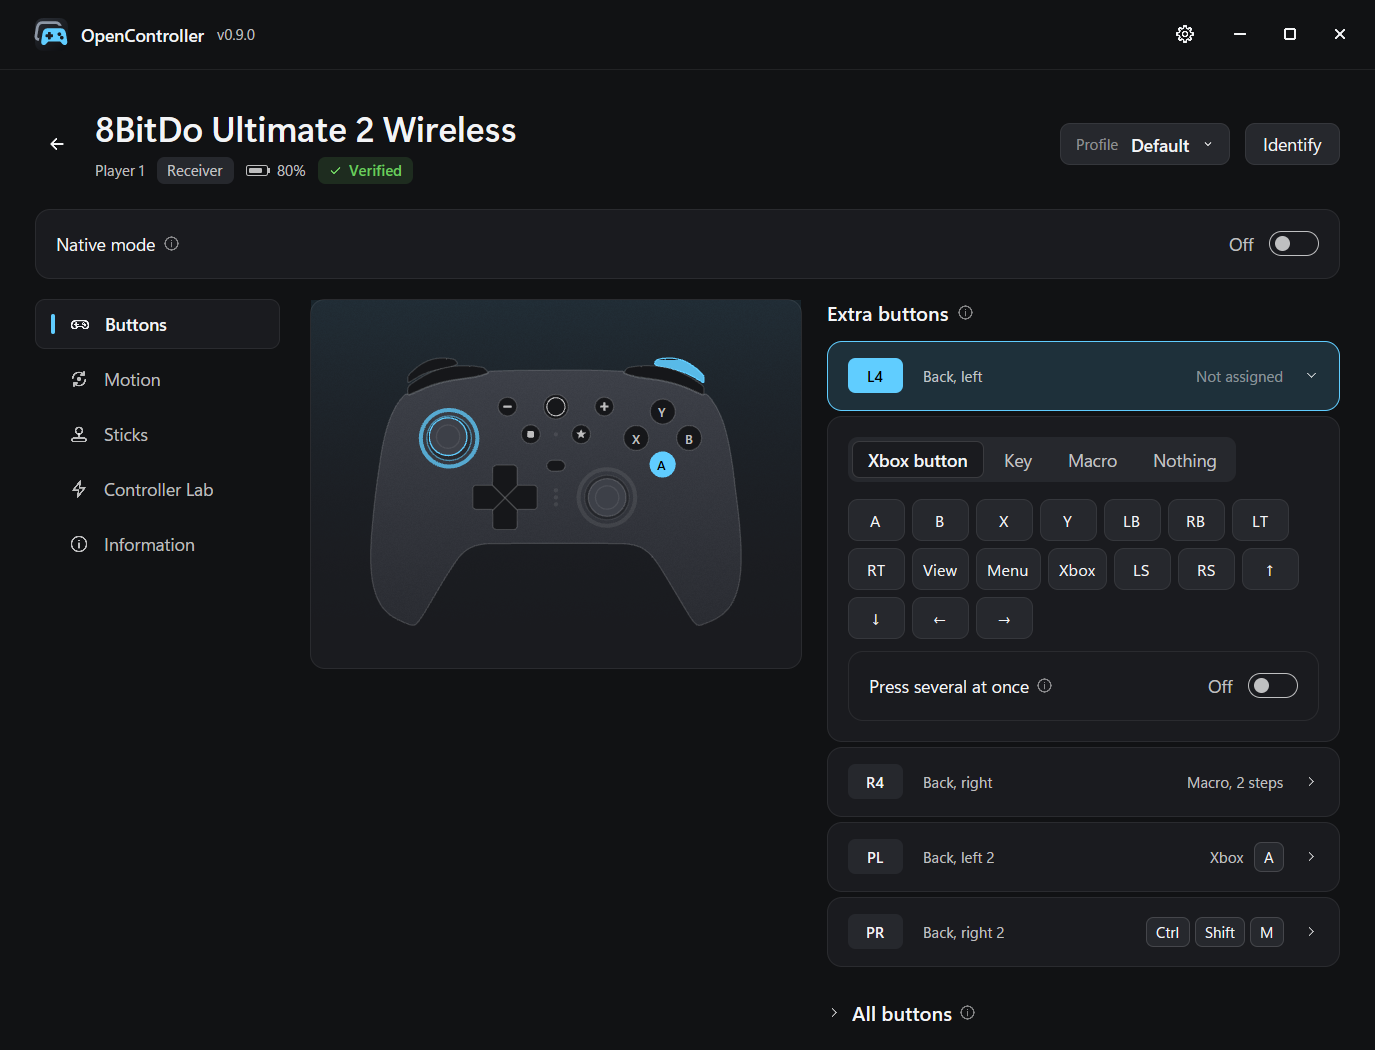 OpenController v0.9.0
8BitDo Ultimate 2 Wireless
Player 1 Receiver 80% Verified
Profile Default
Identify
Native mode
Off
Buttons
Motion
Sticks
Controller Lab
Information
Y
X
B
A
Extra buttons
L4 Back, left Not assigned
Xbox button Key Macro Nothing
A B X Y LB RB LT
RT View Menu Xbox LS RS ↑
↓ ← →
Press several at once Off
R4 Back, right Macro, 2 steps
PL Back, left 2 Xbox A
PR Back, right 2 Ctrl Shift M
All buttons